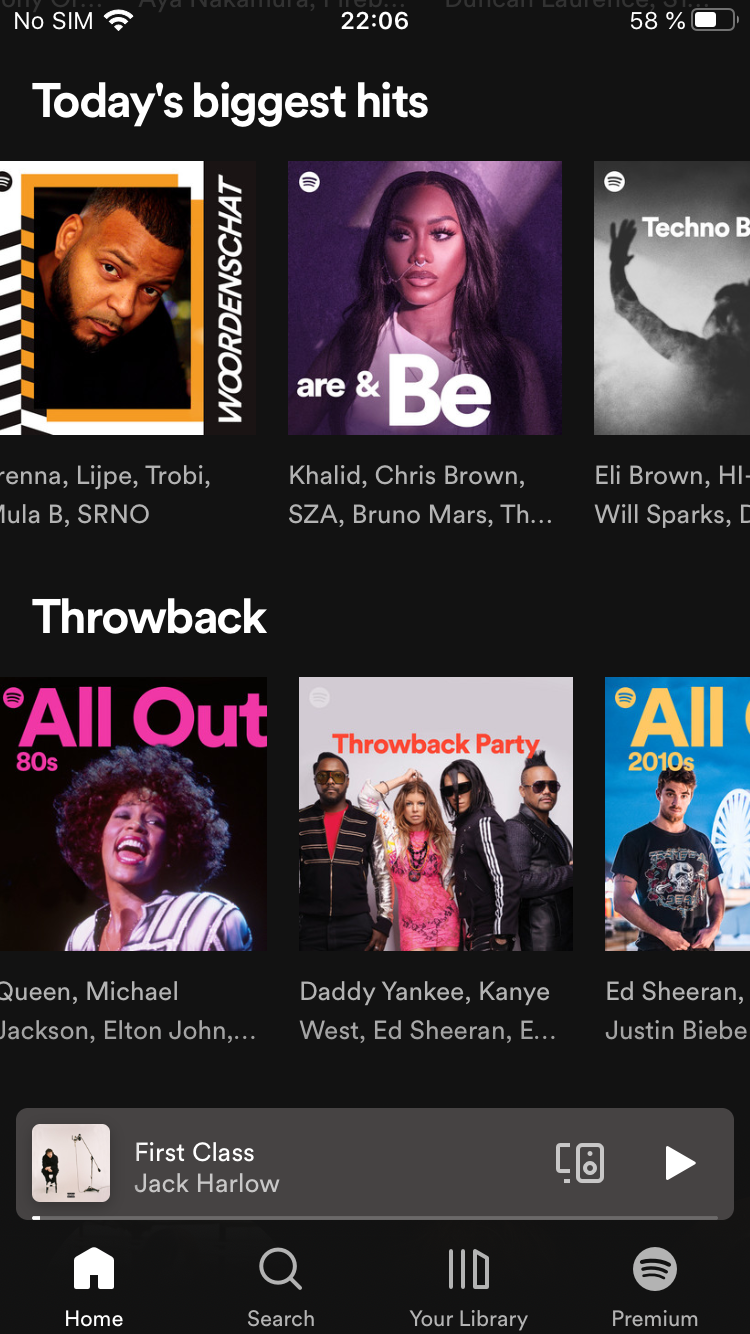 No SIM 22:06 58 %
Today's biggest hits
WOORDENSCHAT
are & Be
Techno B
renna, Lijpe, Trobi,
Mula B, SRNO
Khalid, Chris Brown,
SZA, Bruno Mars, Th...
Eli Brown, HI-
Will Sparks, D
Throwback
All Out
80s
Throwback Party
All
2010s
Queen, Michael
Jackson, Elton John,...
Daddy Yankee, Kanye
West, Ed Sheeran, E...
Ed Sheeran,
Justin Biebe
First Class
Jack Harlow
Home
Search
Your Library
Premium